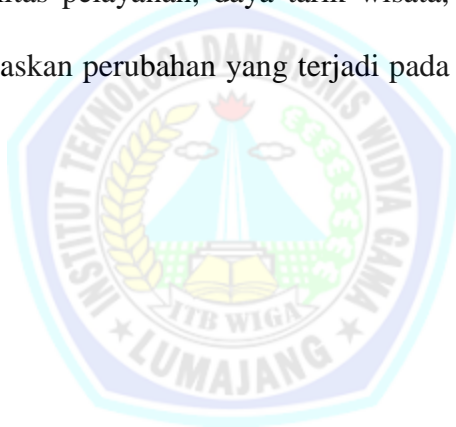 itas pelayanan, daya tarik wisata,
askan perubahan yang terjadi pada
INSTITUT TEKNOLOGI DAN BISNIS WIDYA GAMA
ITB WIGA
LUMAJANG